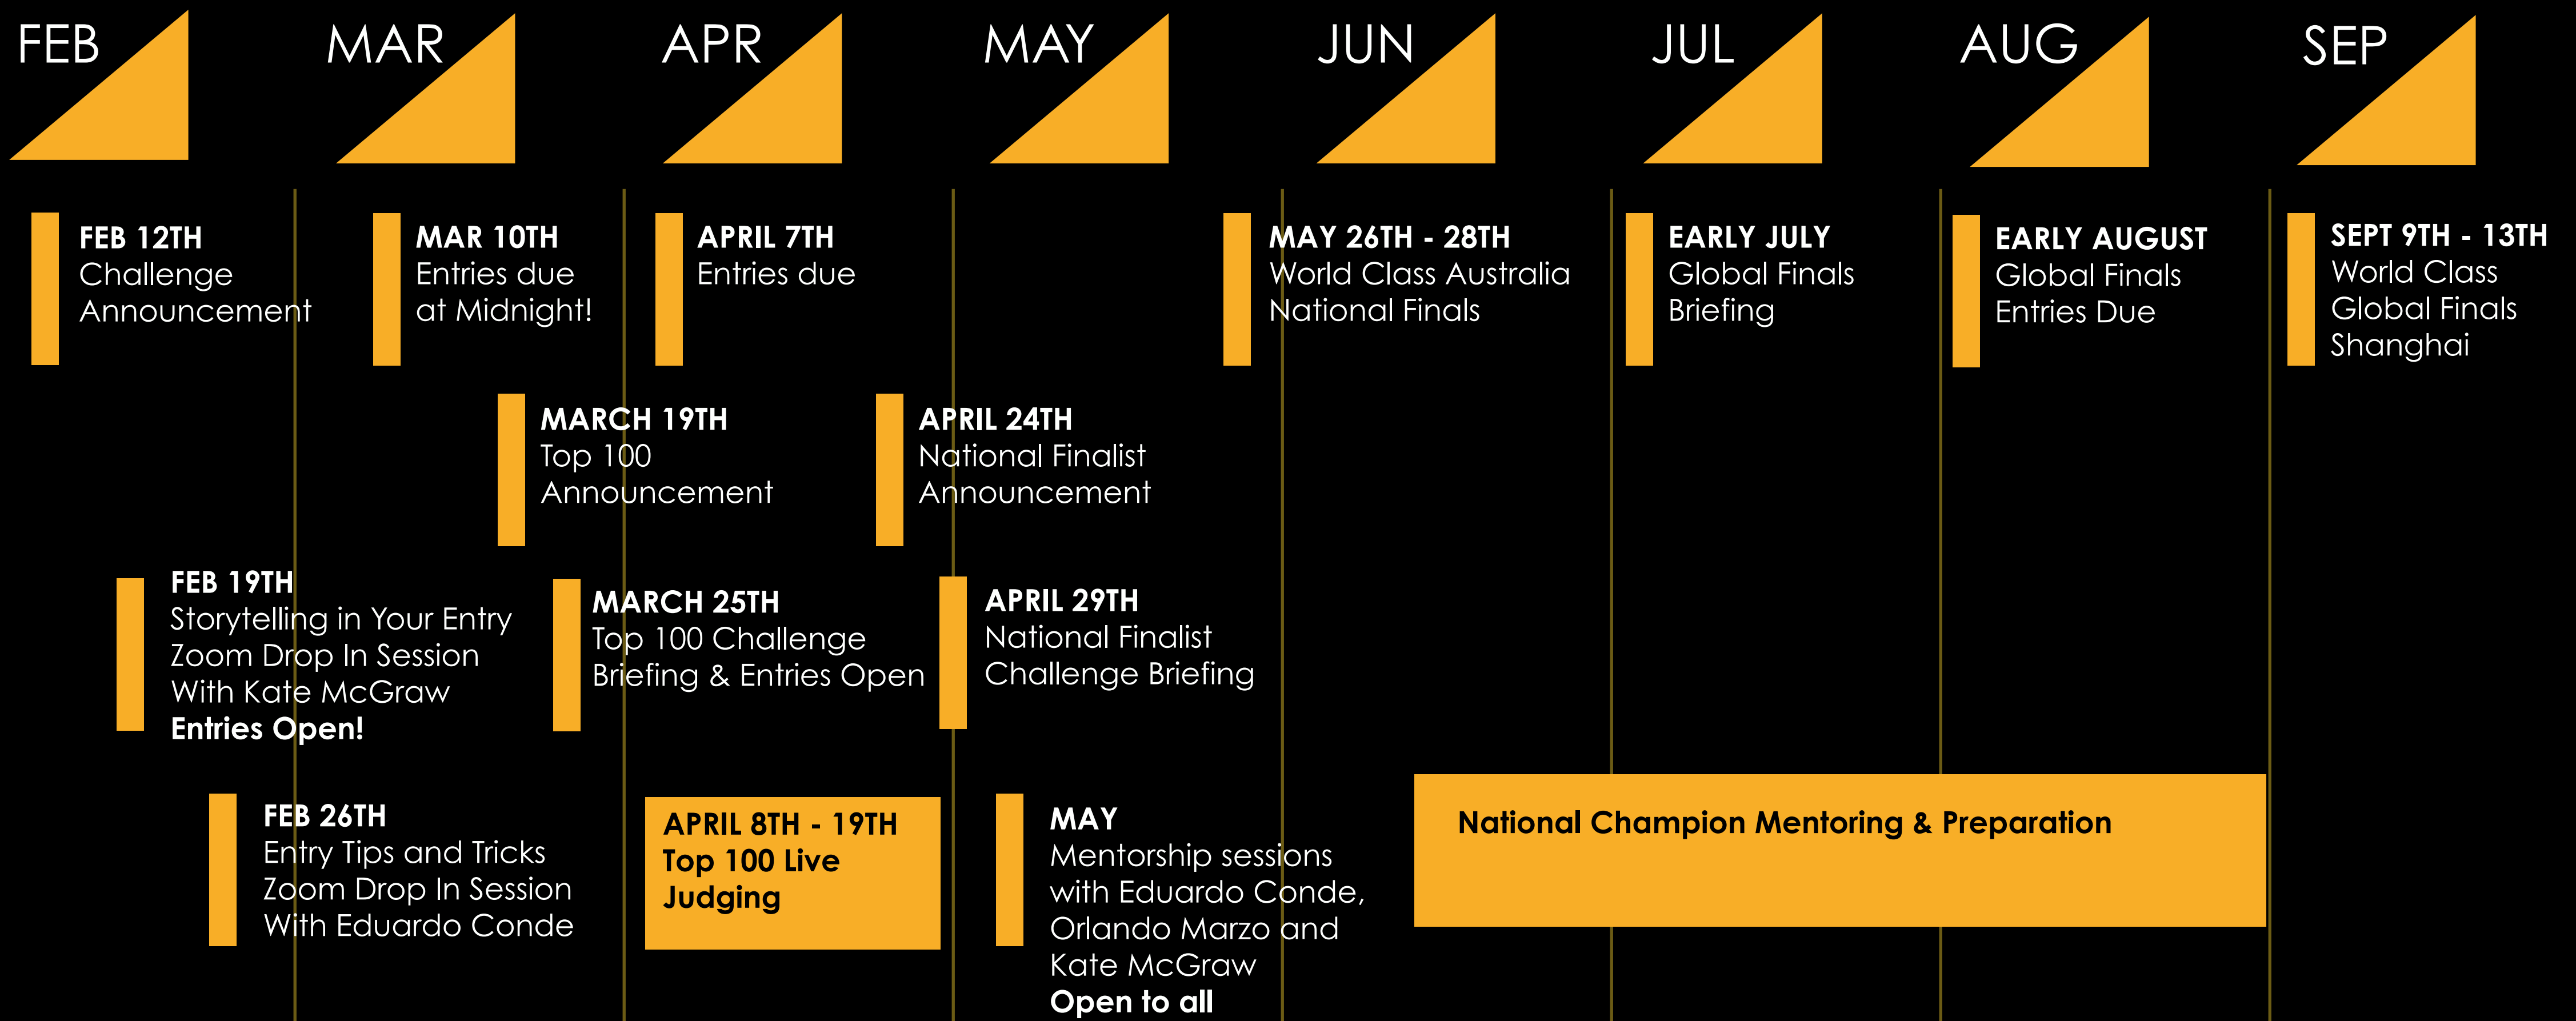 FEB
MAR
APR
MAY
JUN
JUL
AUG
SEP
FEB 12TH
Challenge
Announcement
MAR 10TH
Entries due
at Midnight!
APRIL 7TH
Entries due
MAY 26TH - 28TH
World Class Australia
National Finals
EARLY JULY
Global Finals
Briefing
EARLY AUGUST
Global Finals
Entries Due
SEPT 9TH - 13TH
World Class
Global Finals
Shanghai
MARCH 19TH
Top 100
Announcement
APRIL 24TH
National Finalist
Announcement
FEB 19TH
Storytelling in Your Entry
Zoom Drop In Session
With Kate McGraw
Entries Open!
MARCH 25TH
Top 100 Challenge
Briefing & Entries Open
APRIL 29TH
National Finalist
Challenge Briefing
FEB 26TH
Entry Tips and Tricks
Zoom Drop In Session
With Eduardo Conde
APRIL 8TH - 19TH
Top 100 Live
Judging
MAY
Mentorship sessions
with Eduardo Conde,
Orlando Marzo and
Kate McGraw
Open to all
National Champion Mentoring & Preparation